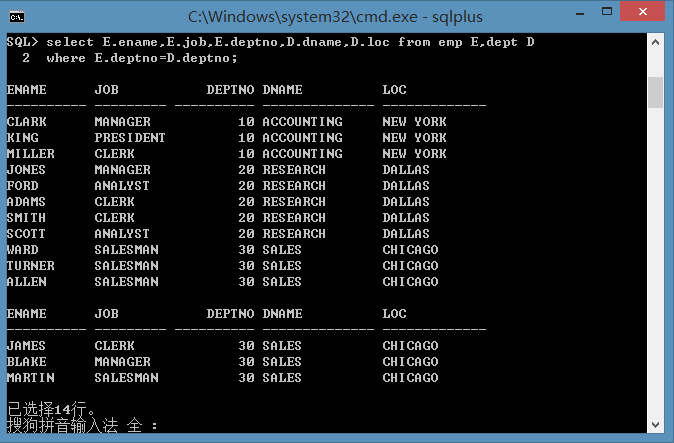 C:\Windows\system32\cmd.exe - sqlplus
SQL> select E.ename,E.job,E.deptno,D.dname,D.loc from emp E,dept D
  2  where E.deptno=D.deptno;
ENAME      JOB           DEPTNO DNAME          LOC
---------- --------- ---------- -------------- -------------
CLARK      MANAGER           10 ACCOUNTING     NEW YORK
KING       PRESIDENT         10 ACCOUNTING     NEW YORK
MILLER     CLERK             10 ACCOUNTING     NEW YORK
JONES      MANAGER           20 RESEARCH       DALLAS
FORD       ANALYST           20 RESEARCH       DALLAS
ADAMS      CLERK             20 RESEARCH       DALLAS
SMITH      CLERK             20 RESEARCH       DALLAS
SCOTT      ANALYST           20 RESEARCH       DALLAS
WARD       SALESMAN          30 SALES          CHICAGO
TURNER     SALESMAN          30 SALES          CHICAGO
ALLEN      SALESMAN          30 SALES          CHICAGO
ENAME      JOB           DEPTNO DNAME          LOC
---------- --------- ---------- -------------- -------------
JAMES      CLERK             30 SALES          CHICAGO
BLAKE      MANAGER           30 SALES          CHICAGO
MARTIN     SALESMAN          30 SALES          CHICAGO
已选择14行。
搜狗拼音输入法 全 :